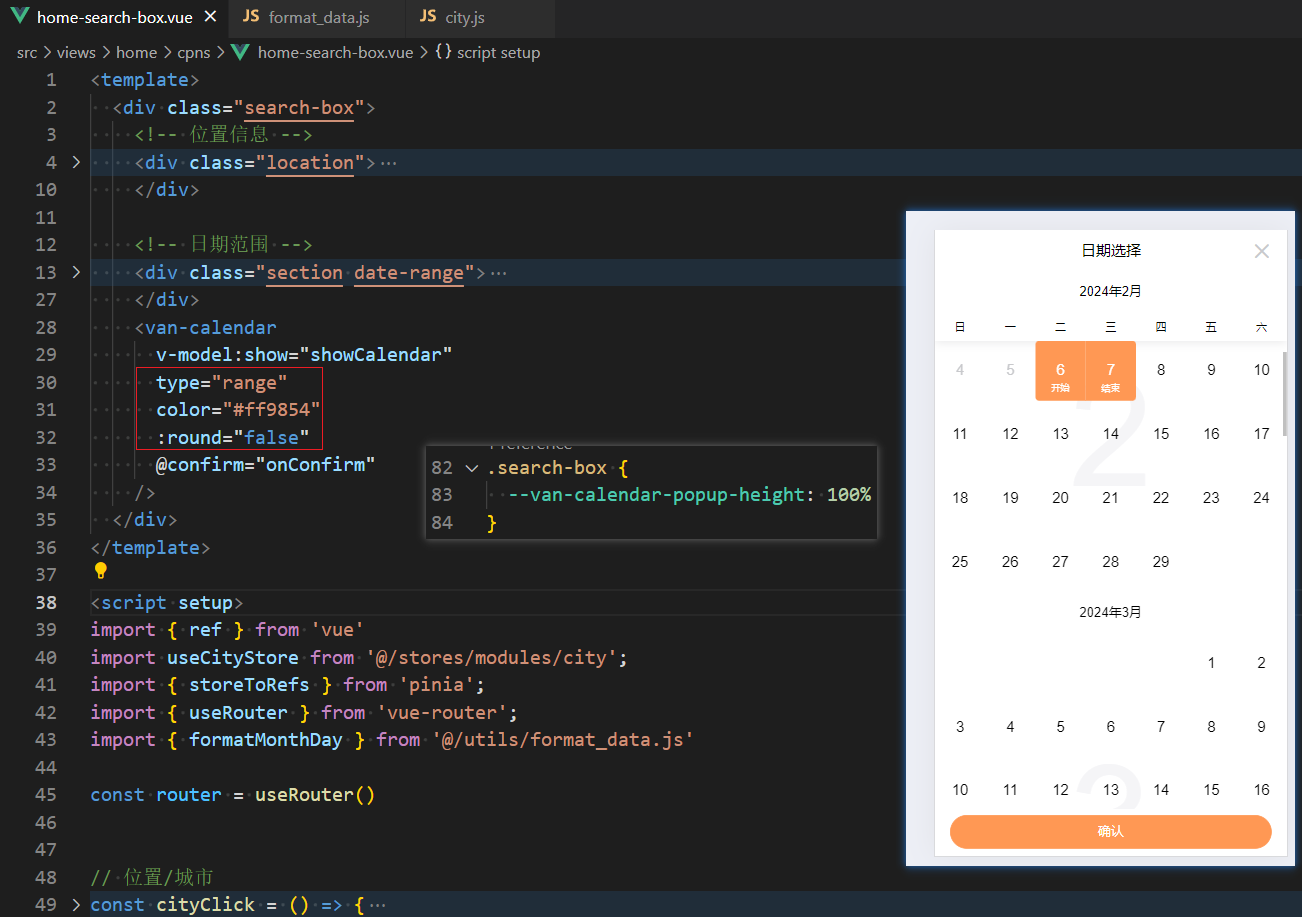 home-search-box.vue
JS format_data.js
JS city.js
src > views > home > cpns > home-search-box.vue > {} script setup
1 <template>
2 <div class="search-box">
3 <!-- 位置信息 -->
4 <div class="location">…
10 </div>
11
12 <!-- 日期范围 -->
13 <div class="section date-range">…
27 </div>
28 <van-calendar
29 v-model:show="showCalendar"
30 type="range"
31 color="#ff9854"
32 :round="false"
33 @confirm="onConfirm"
34 />
35 </div>
36 </template>
37
38 <script setup>
39 import { ref } from 'vue'
40 import useCityStore from '@/stores/modules/city';
41 import { storeToRefs } from 'pinia';
42 import { useRouter } from 'vue-router';
43 import { formatMonthDay } from '@/utils/format_data.js'
44
45 const router = useRouter()
46
47
48 // 位置/城市
49 const cityClick = () => {…
82 .search-box {
83 --van-calendar-popup-height: 100%
84 }
日期选择
2024年2月
日 一 二 三 四 五 六
4 5 6 7 8 9 10
开始 结束
2
11 12 13 14 15 16 17
18 19 20 21 22 23 24
25 26 27 28 29
2024年3月
1 2
3 4 5 6 7 8 9
3
10 11 12 13 14 15 16
确认